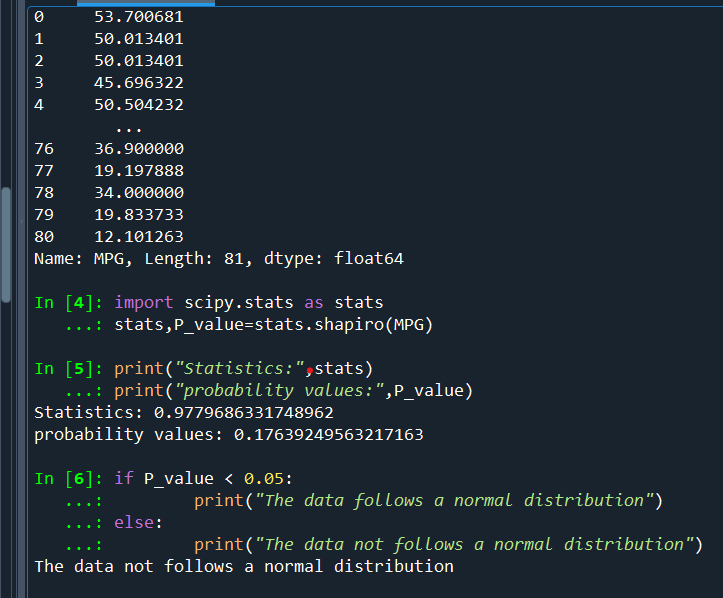 0     53.700681
1     50.013401
2     50.013401
3     45.696322
4     50.504232
        ...
76    36.900000
77    19.197888
78    34.000000
79    19.833733
80    12.101263
Name: MPG, Length: 81, dtype: float64
In [4]: import scipy.stats as stats
   ...: stats,P_value=stats.shapiro(MPG)
In [5]: print("Statistics:",stats)
   ...: print("probability values:",P_value)
Statistics: 0.9779686331748962
probability values: 0.17639249563217163
In [6]: if P_value < 0.05:
   ...:         print("The data follows a normal distribution")
   ...: else:
   ...:         print("The data not follows a normal distribution")
The data not follows a normal distribution